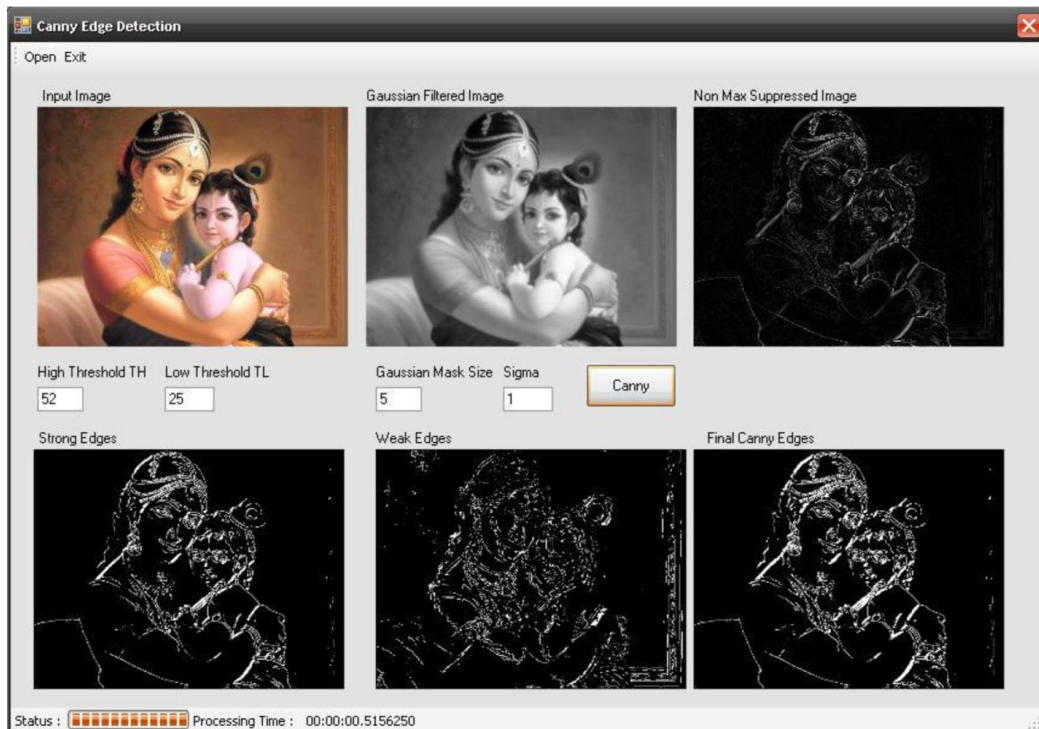 Canny Edge Detection
Open Exit
Input Image
Gaussian Filtered Image
Non Max Suppressed Image
High Threshold TH
Low Threshold TL
Gaussian Mask Size
Sigma
52
25
5
1
Canny
Strong Edges
Weak Edges
Final Canny Edges
Status :
Processing Time : 00:00:00.5156250